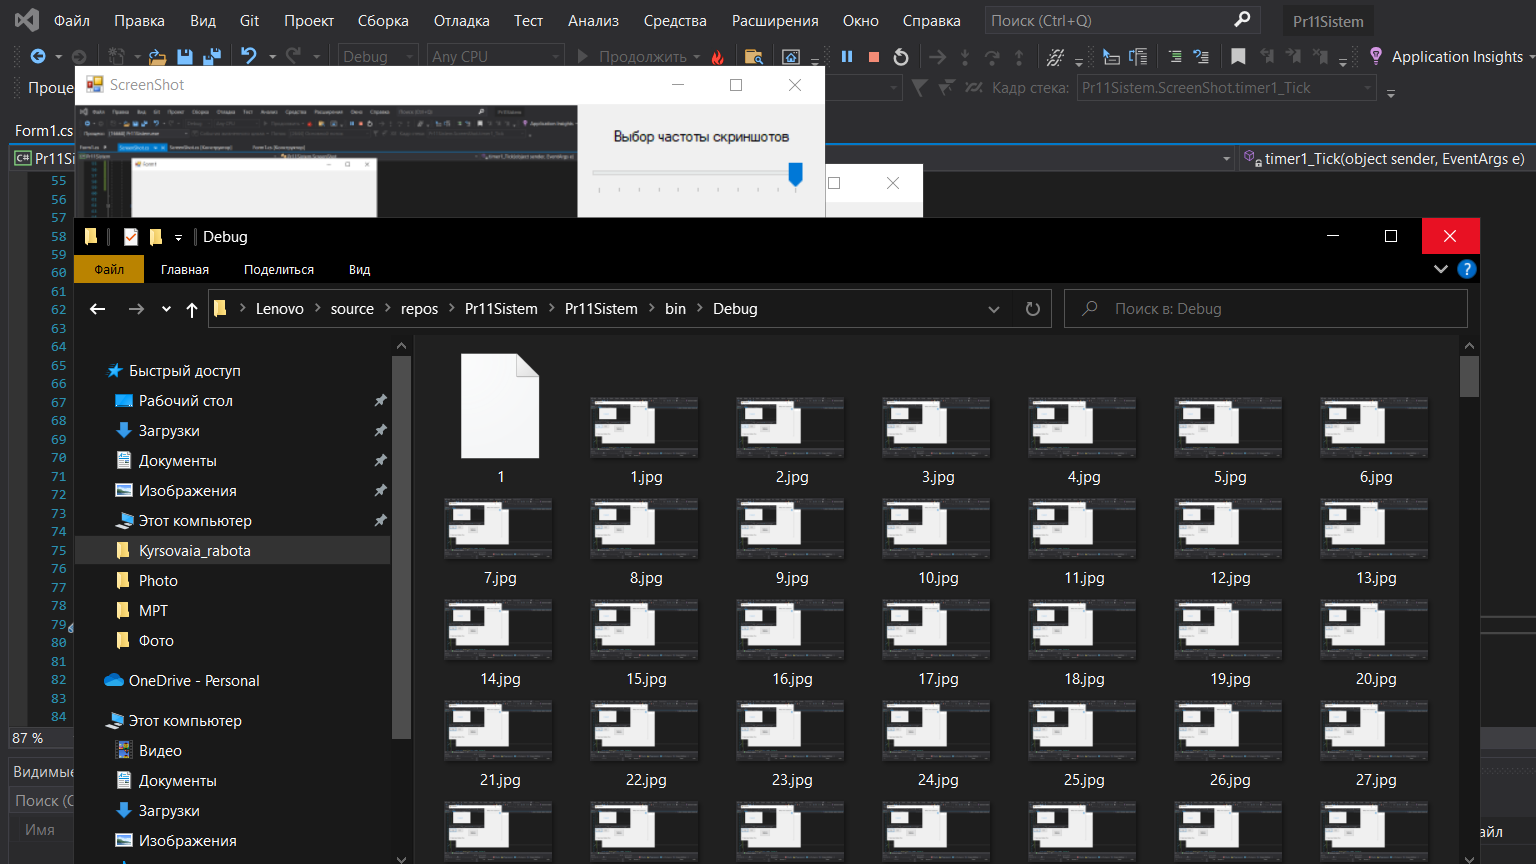 Файл Правка Вид Git Проект Сборка Отладка Тест Анализ Средства Расширения Окно Справка Поиск (Ctrl+Q) Pr11Sistem
Debug Any CPU Продолжить Application Insights
Проце
ScreenShot
Кадр стека: Pr11Sistem.ScreenShot.timer1_Tick
Form1.cs
Выбор частоты скриншотов
C# Pr11Si
timer1_Tick(object sender, EventArgs e)
55
56
57
58
59
60
61
62
63
64
65
66
67
68
69
70
71
72
73
74
75
76
77
78
79
80
81
82
83
84
87 %
Видимые
Поиск (C
Имя
Debug
Файл Главная Поделиться Вид
Lenovo source repos Pr11Sistem Pr11Sistem bin Debug
Поиск в: Debug
Быстрый доступ
Рабочий стол
Загрузки
Документы
Изображения
Этот компьютер
Kyrsovaia_rabota
Photo
МРТ
Фото
OneDrive - Personal
Этот компьютер
Видео
Документы
Загрузки
Изображения
1 1.jpg 2.jpg 3.jpg 4.jpg 5.jpg 6.jpg
7.jpg 8.jpg 9.jpg 10.jpg 11.jpg 12.jpg 13.jpg
14.jpg 15.jpg 16.jpg 17.jpg 18.jpg 19.jpg 20.jpg
21.jpg 22.jpg 23.jpg 24.jpg 25.jpg 26.jpg 27.jpg
айл